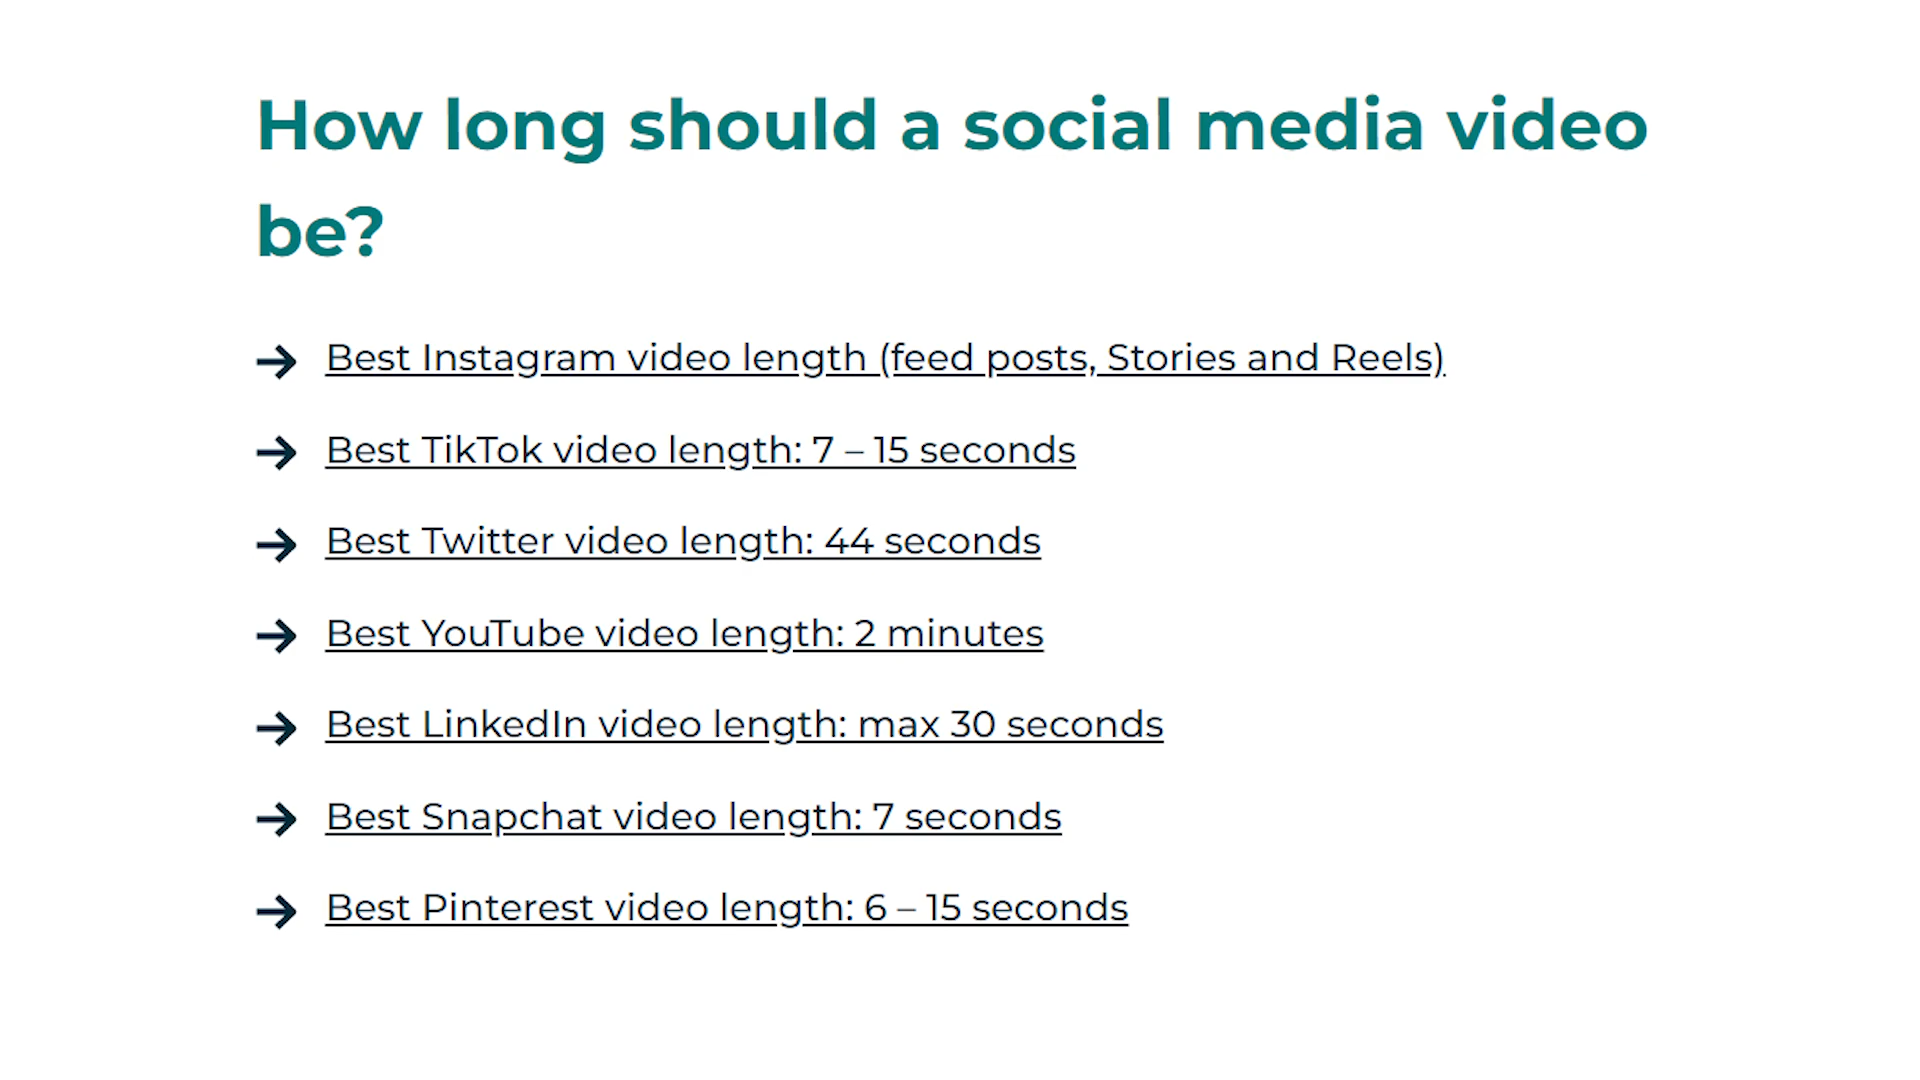 How long should a social media video
be?
Best Instagram video length (feed posts, Stories and Reels)
Best TikTok video length: 7 – 15 seconds
Best Twitter video length: 44 seconds
Best YouTube video length: 2 minutes
Best LinkedIn video length: max 30 seconds
Best Snapchat video length: 7 seconds
Best Pinterest video length: 6 – 15 seconds